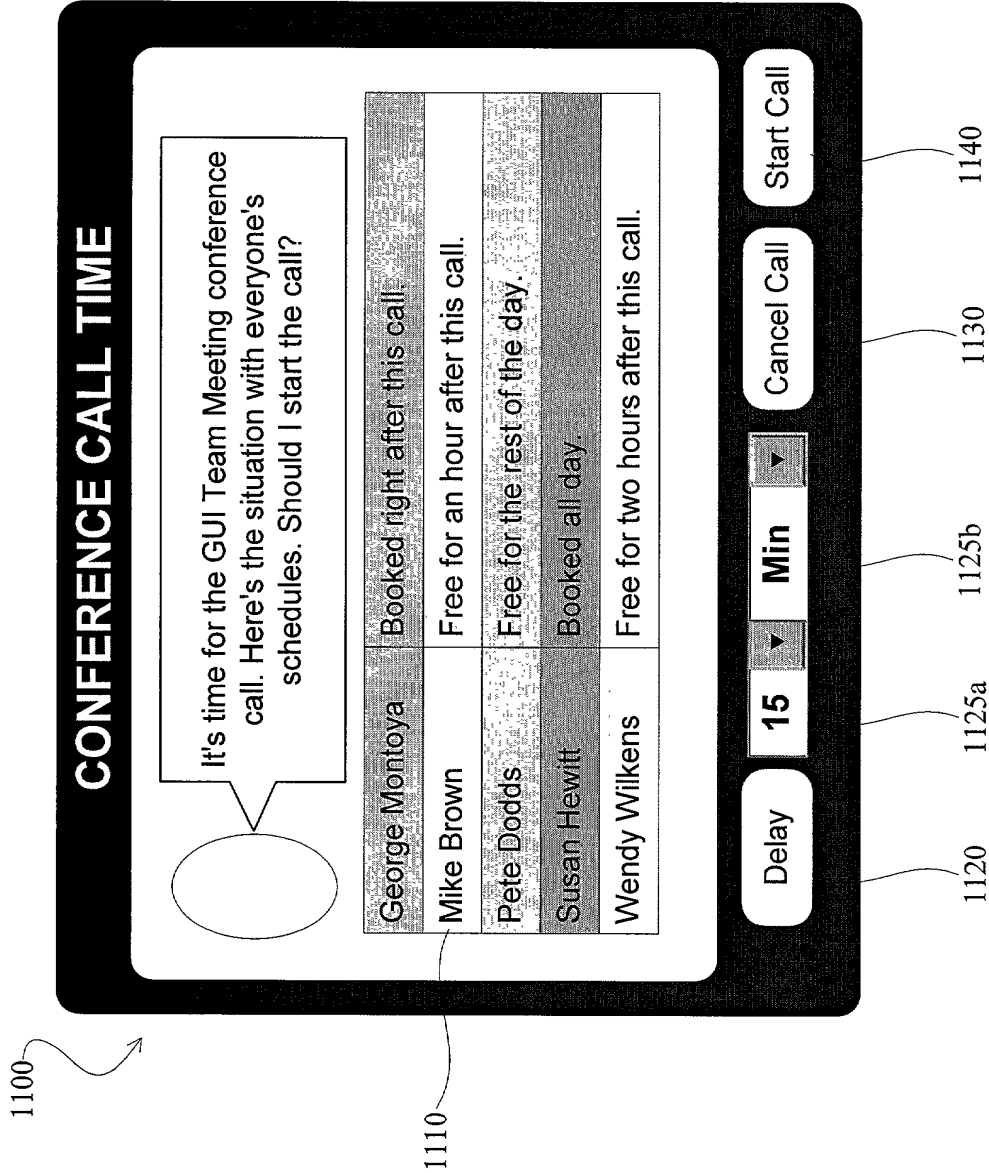 1100
CONFERENCE CALL TIME
It's time for the GUI Team Meeting conference
call. Here's the situation with everyone's
schedules. Should I start the call?
1110
George Montoya Booked right after this call.
Mike Brown Free for an hour after this call.
Pete Dodds Free for the rest of the day.
Susan Hewitt Booked all day.
Wendy Wilkens Free for two hours after this call.
Delay 15 Min Cancel Call Start Call
1120 1125a 1125b 1130 1140